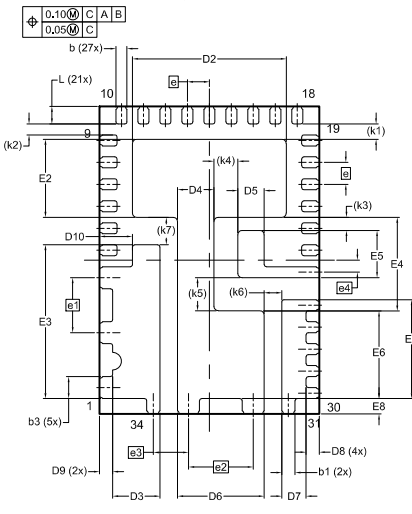 0.10Ⓜ C A B
0.05Ⓜ C
b (27x)
D2
L (21x)
e
10
18
9
19
(k2)
(k1)
E2
(k4)
e
D4
D5
(k3)
(k7)
D10
E5
E4
e4
(k5)
(k6)
e1
E3
E6
E
1
30
E8
b3 (5x)
34
31
e3
D8 (4x)
D9 (2x)
e2
b1 (2x)
D3
D6
D7